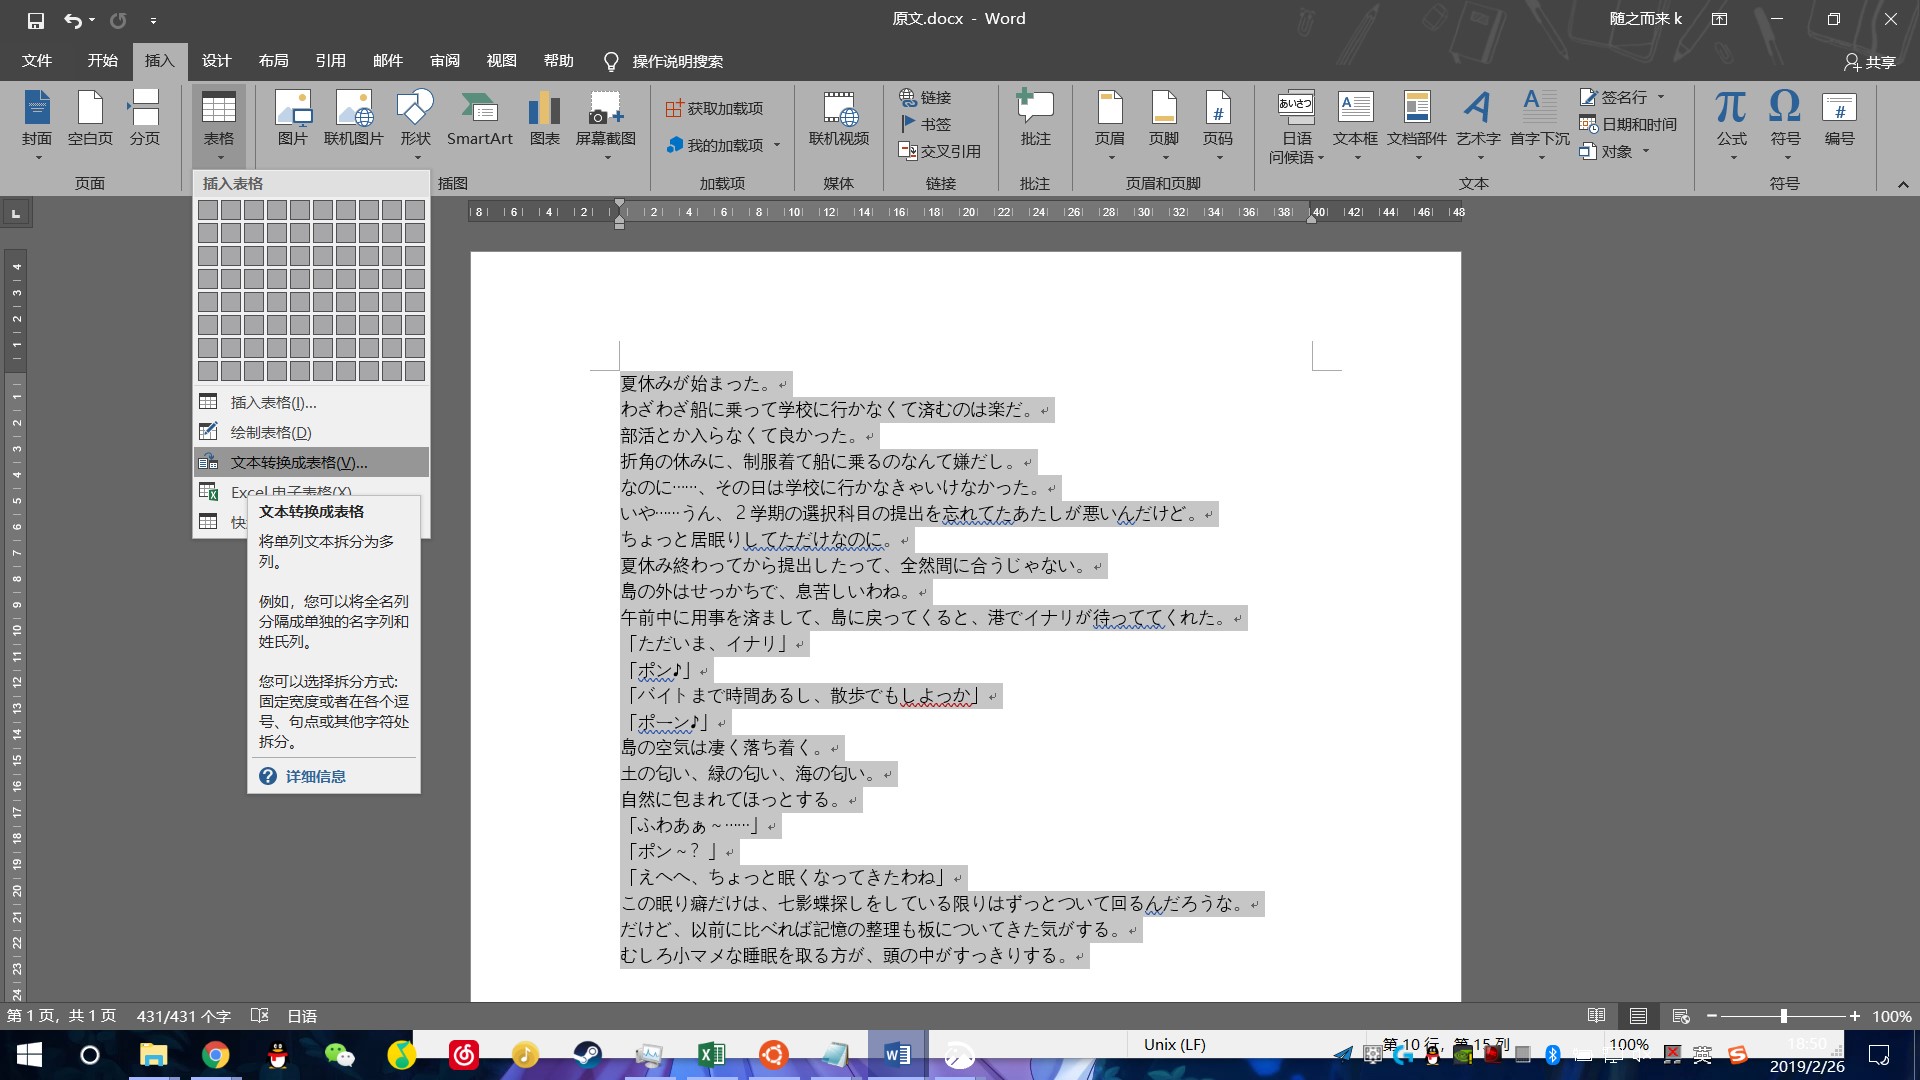 原文.docx - Word
随之而来 k
文件 开始 插入 设计 布局 引用 邮件 审阅 视图 帮助 操作说明搜索
共享
封面 空白页 分页
页面
表格
图片 联机图片 形状 SmartArt 图表 屏幕截图
插图
获取加载项
我的加载项
加载项
联机视频
媒体
链接
书签
交叉引用
链接
批注
批注
页眉 页脚 页码
页眉和页脚
あいさつ
日语
问候语
文本框 文档部件 艺术字 首字下沉
签名行
日期和时间
对象
文本
π Ω #
公式 符号 编号
符号
插入表格
插入表格(I)...
绘制表格(D)
文本转换成表格(V)...
Excel 电子表格(X)
快
文本转换成表格
将单列文本拆分为多
列。
例如，您可以将全名列
分隔成单独的名字列和
姓氏列。
您可以选择拆分方式:
固定宽度或者在各个逗
号、句点或其他字符处
拆分。
详细信息
8 6 4 2 2 4 6 8 10 12 14 16 18 20 22 24 26 28 30 32 34 36 38 40 42 44 46 48
4 3 2 1 1 2 3 4 5 6 7 8 9 10 11 12 13 14 15 16 17 18 19 20 21 22 23 24
夏休みが始まった。
わざわざ船に乗って学校に行かなくて済むのは楽だ。
部活とか入らなくて良かった。
折角の休みに、制服着て船に乗るのなんて嫌だし。
なのに……、その日は学校に行かなきゃいけなかった。
いや……うん、２学期の選択科目の提出を忘れてたあたしが悪いんだけど。
ちょっと居眠りしてただけなのに。
夏休み終わってから提出したって、全然間に合うじゃない。
島の外はせっかちで、息苦しいわね。
午前中に用事を済まして、島に戻ってくると、港でイナリが待っててくれた。
「ただいま、イナリ」
「ポン♪」
「バイトまで時間あるし、散歩でもしよっか」
「ポーン♪」
島の空気は凄く落ち着く。
土の匂い、緑の匂い、海の匂い。
自然に包まれてほっとする。
「ふわあぁ～……」
「ポン～？」
「えへへ、ちょっと眠くなってきたわね」
この眠り癖だけは、七影蝶探しをしている限りはずっとついて回るんだろうな。
だけど、以前に比べれば記憶の整理も板についてきた気がする。
むしろ小マメな睡眠を取る方が、頭の中がすっきりする。
第 1 页，共 1 页 431/431 个字 日语
100%
Unix (LF)
第 10 行，第 15 列
100%
英
18:50
2019/2/26